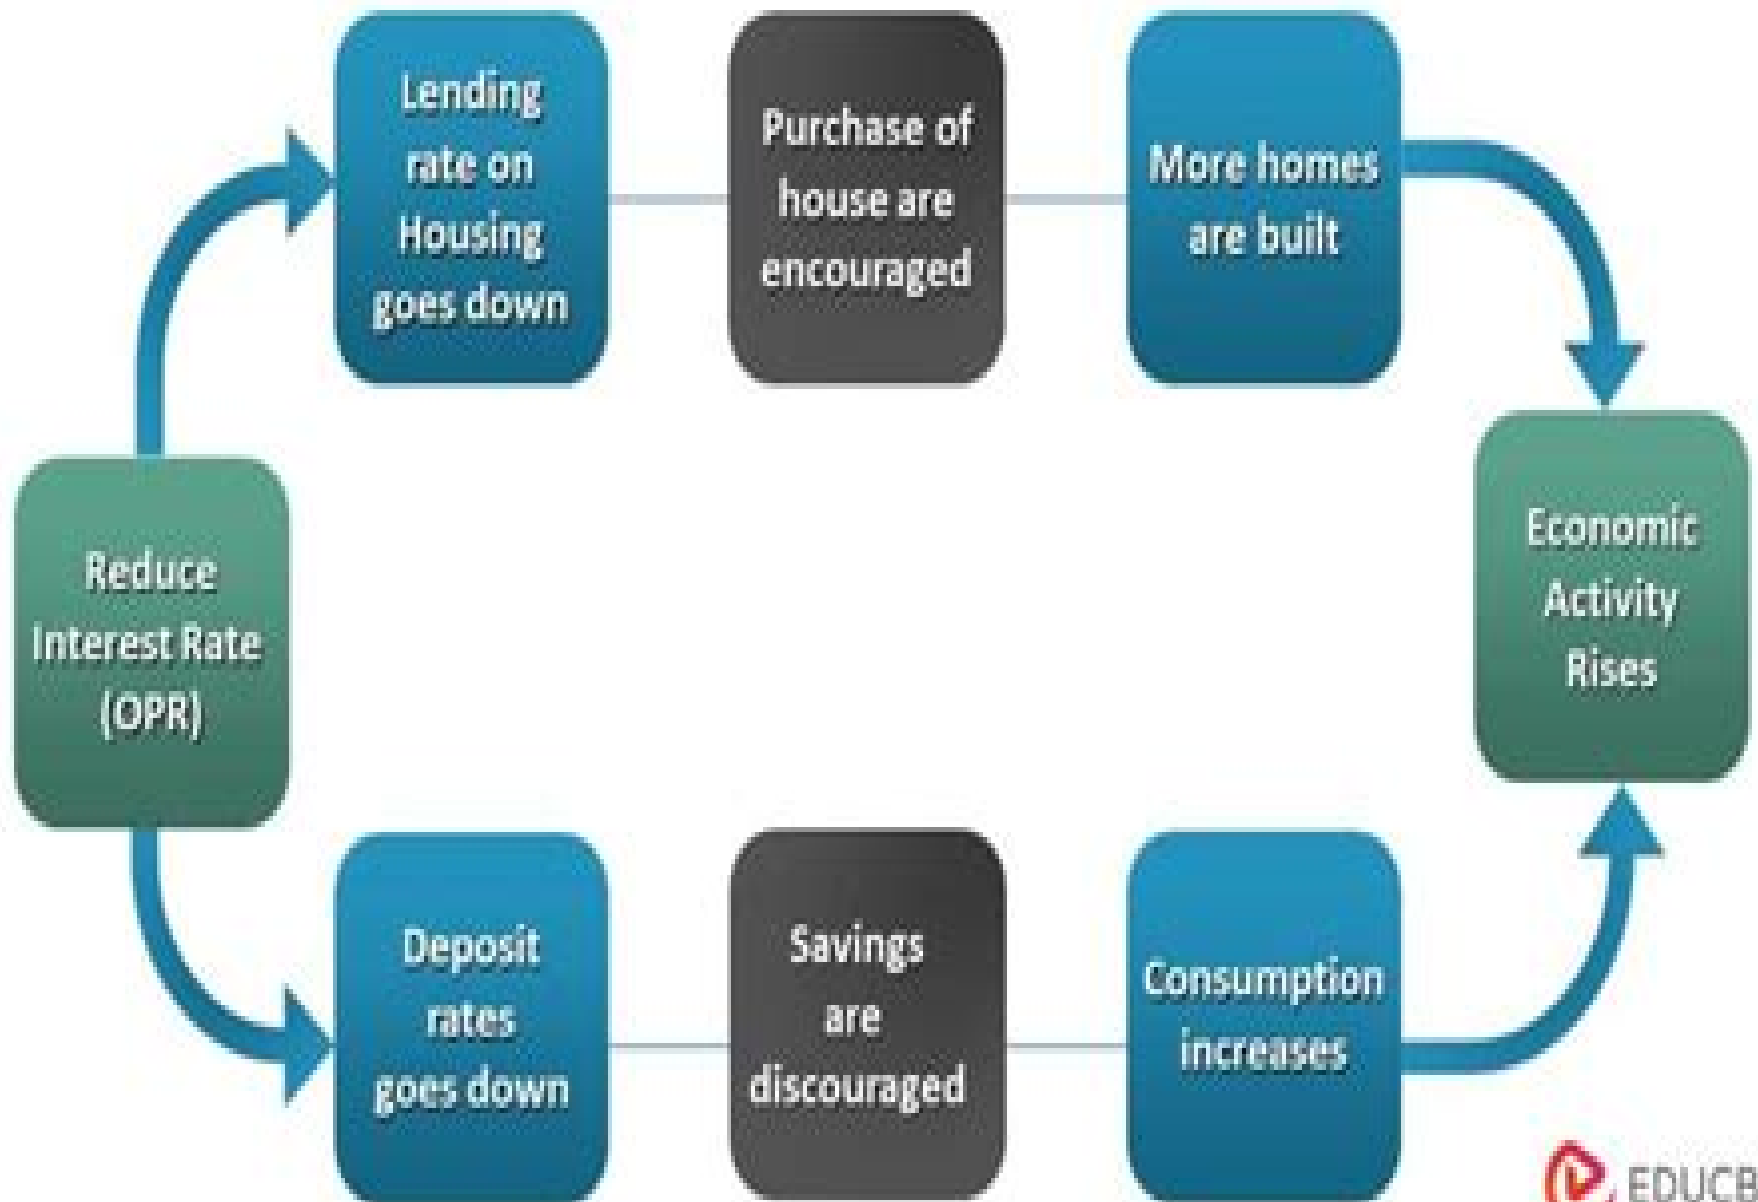 Lending
rate on
Housing
goes down
Purchase of
house are
encouraged
More homes
are built
Reduce
Interest Rate
(OPR)
Economic
Activity
Rises
Deposit
rates
goes down
Savings
are
discouraged
Consumption
increases
EDUCB